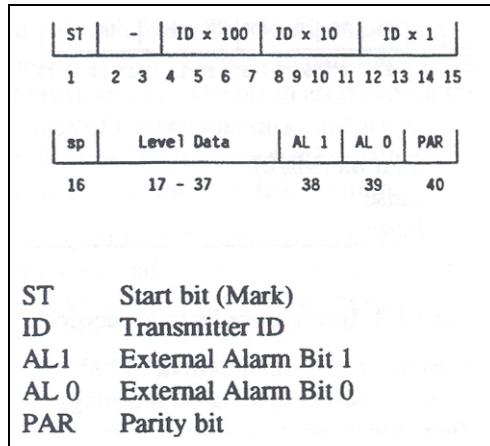 ST - ID x 100 ID x 10 ID x 1
1 2 3 4 5 6 7 8 9 10 11 12 13 14 15
sp Level Data AL 1 AL 0 PAR
16 17 - 37 38 39 40
ST Start bit (Mark)
ID Transmitter ID
AL1 External Alarm Bit 1
AL 0 External Alarm Bit 0
PAR Parity bit